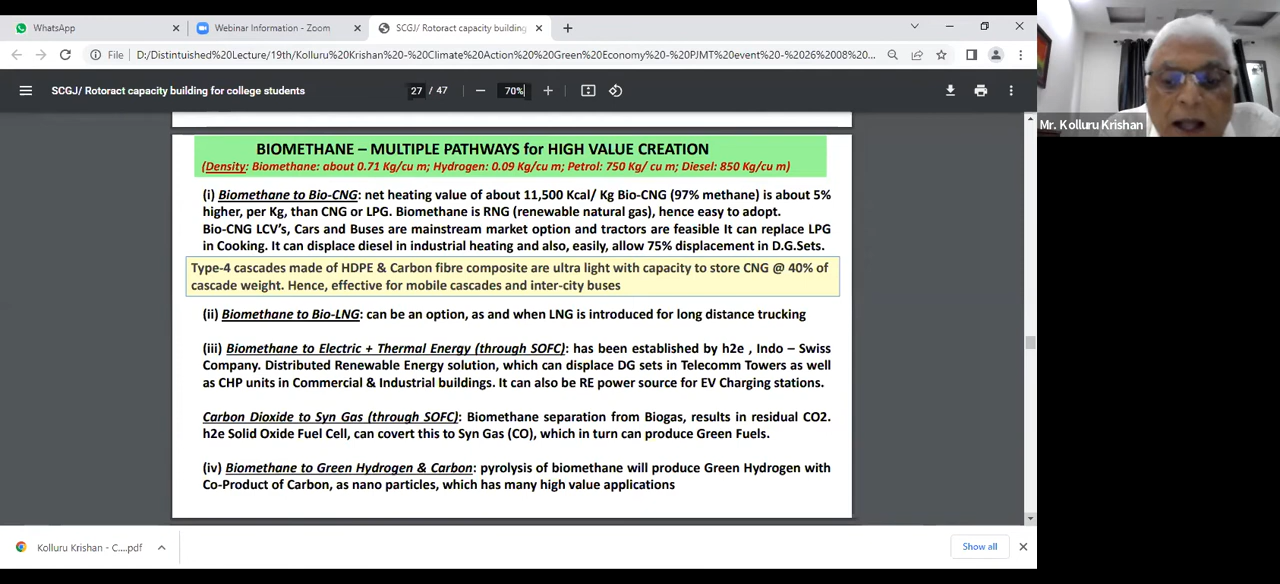 WhatsApp
Webinar Information - Zoom
SCGJ/ Rotoract capacity building
File
D:/Distintuished%20Lecture/19th/Kolluru%20Krishan%20-%20Climate%20Action%20%20Green%20Economy%20-%20PJMT%20event%20-%2026%2008%20...
SCGJ/ Rotoract capacity building for college students
27 / 47
70%
Mr. Kolluru Krishan
BIOMETHANE – MULTIPLE PATHWAYS for HIGH VALUE CREATION
(Density: Biomethane: about 0.71 Kg/cu m; Hydrogen: 0.09 Kg/cu m; Petrol: 750 Kg/ cu m; Diesel: 850 Kg/cu m)
(i) Biomethane to Bio-CNG: net heating value of about 11,500 Kcal/ Kg Bio-CNG (97% methane) is about 5%
higher, per Kg, than CNG or LPG. Biomethane is RNG (renewable natural gas), hence easy to adopt.
Bio-CNG LCV's, Cars and Buses are mainstream market option and tractors are feasible It can replace LPG
in Cooking. It can displace diesel in industrial heating and also, easily, allow 75% displacement in D.G.Sets.
Type-4 cascades made of HDPE & Carbon fibre composite are ultra light with capacity to store CNG @ 40% of
cascade weight. Hence, effective for mobile cascades and inter-city buses
(ii) Biomethane to Bio-LNG: can be an option, as and when LNG is introduced for long distance trucking
(iii) Biomethane to Electric + Thermal Energy (through SOFC): has been established by h2e , Indo – Swiss
Company. Distributed Renewable Energy solution, which can displace DG sets in Telecomm Towers as well
as CHP units in Commercial & Industrial buildings. It can also be RE power source for EV Charging stations.
Carbon Dioxide to Syn Gas (through SOFC): Biomethane separation from Biogas, results in residual CO2.
h2e Solid Oxide Fuel Cell, can covert this to Syn Gas (CO), which in turn can produce Green Fuels.
(iv) Biomethane to Green Hydrogen & Carbon: pyrolysis of biomethane will produce Green Hydrogen with
Co-Product of Carbon, as nano particles, which has many high value applications
Kolluru Krishan - C....pdf
Show all